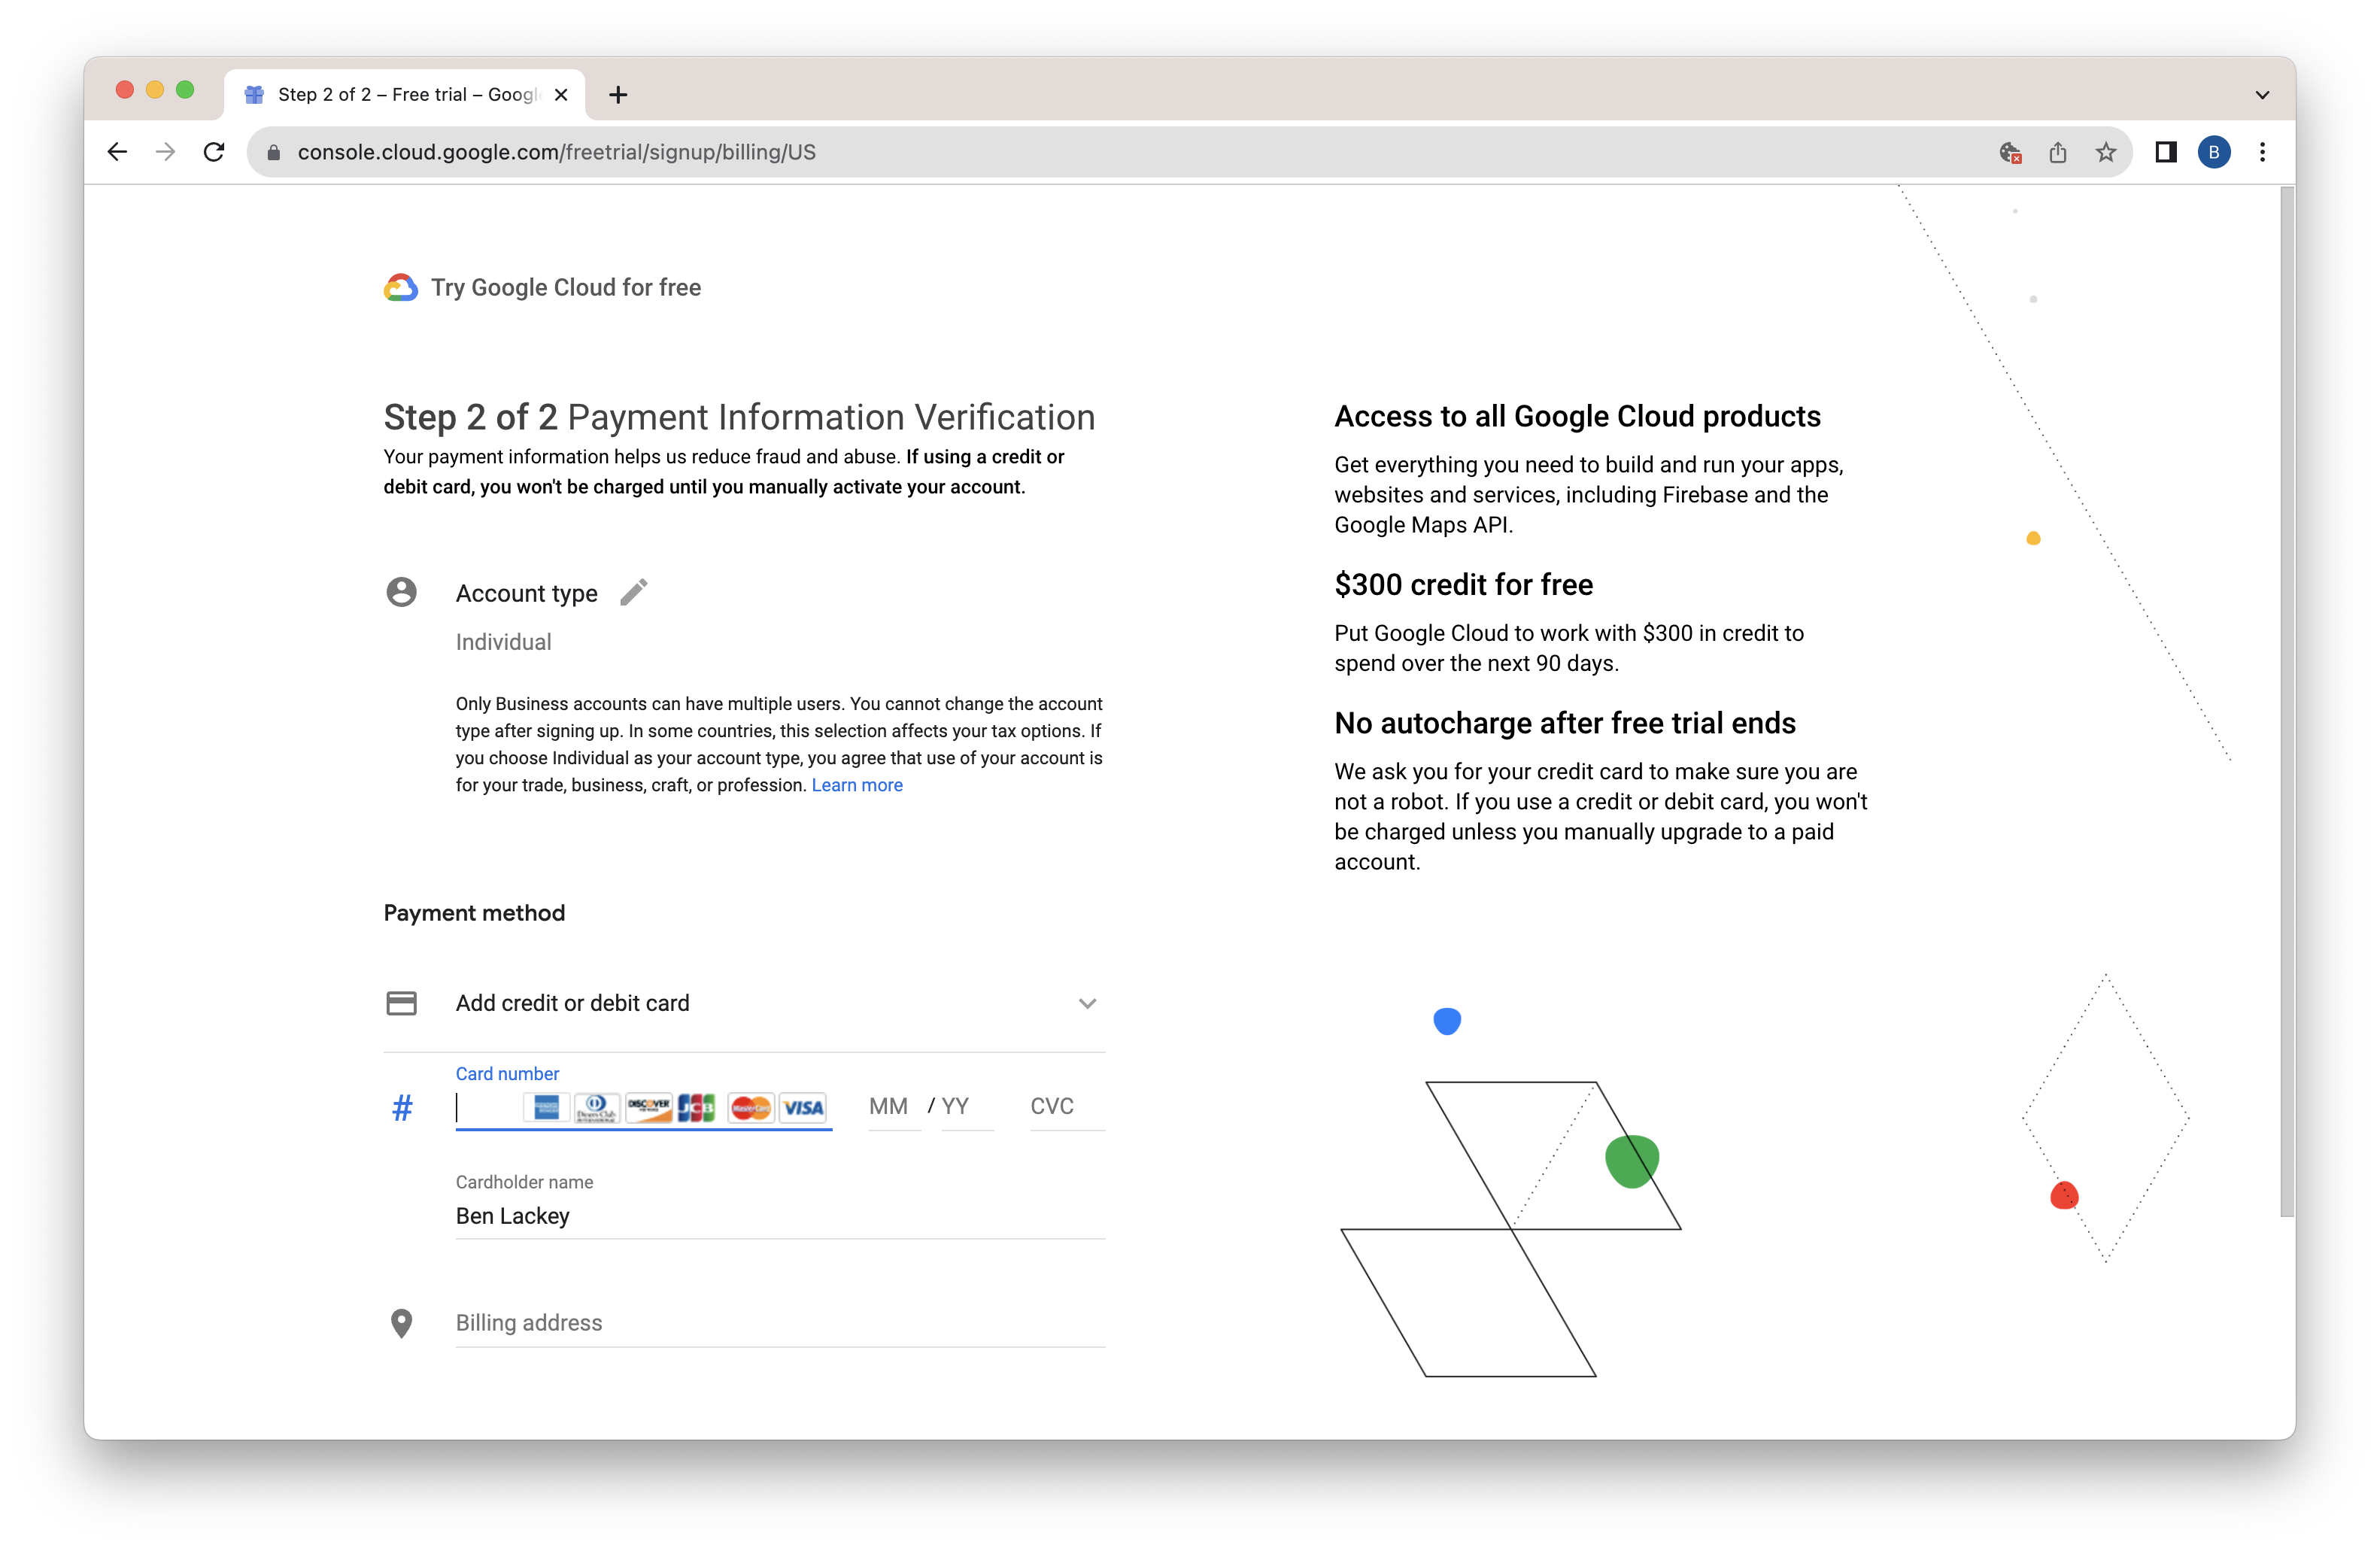 Step 2 of 2 – Free trial – Googl
console.cloud.google.com/freetrial/signup/billing/US
B
Try Google Cloud for free
Step 2 of 2 Payment Information Verification
Your payment information helps us reduce fraud and abuse. If using a credit or
debit card, you won't be charged until you manually activate your account.
Account type
Individual
Only Business accounts can have multiple users. You cannot change the account
type after signing up. In some countries, this selection affects your tax options. If
you choose Individual as your account type, you agree that use of your account is
for your trade, business, craft, or profession. Learn more
Payment method
Add credit or debit card
Card number
#
DISCOVER JCB MasterCard VISA
MM / YY CVC
Cardholder name
Ben Lackey
Billing address
Access to all Google Cloud products
Get everything you need to build and run your apps,
websites and services, including Firebase and the
Google Maps API.
$300 credit for free
Put Google Cloud to work with $300 in credit to
spend over the next 90 days.
No autocharge after free trial ends
We ask you for your credit card to make sure you are
not a robot. If you use a credit or debit card, you won't
be charged unless you manually upgrade to a paid
account.